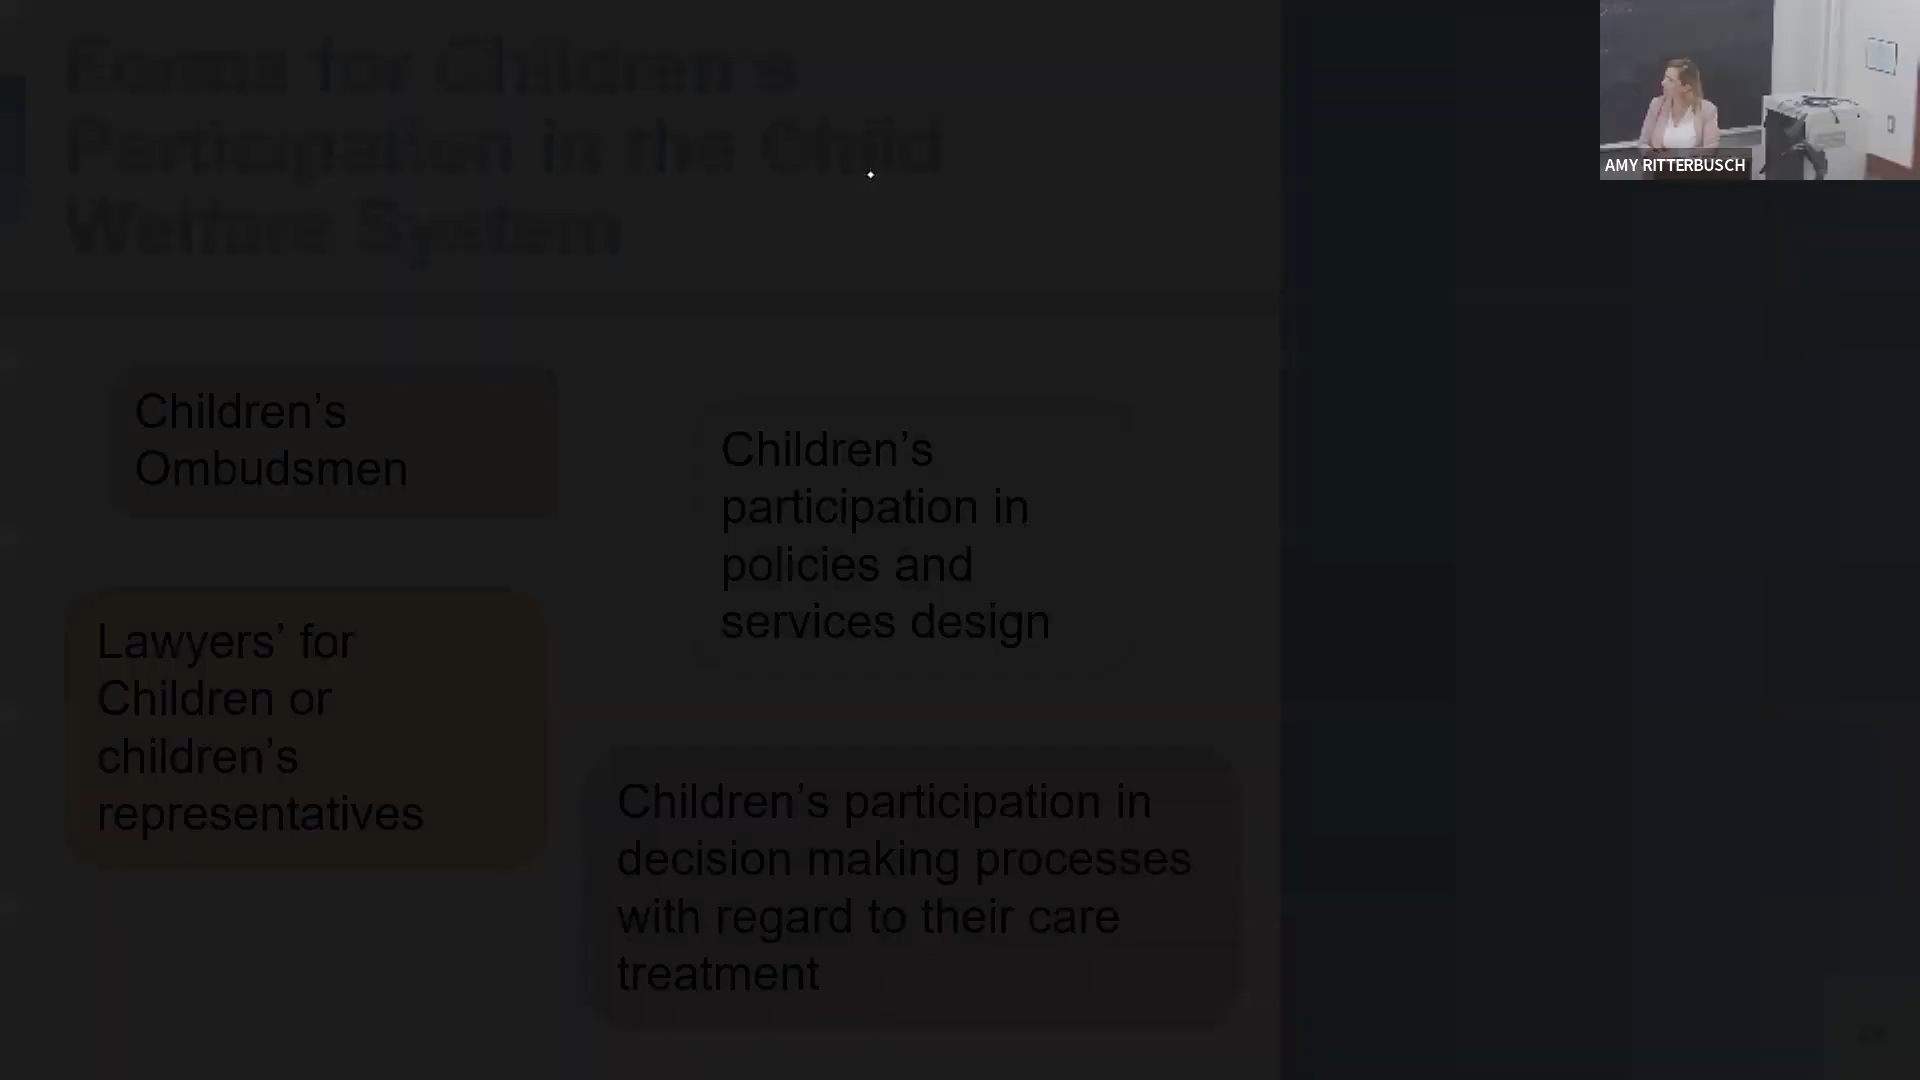 Forms for Children's
Participation in the Child
Welfare System
AMY RITTERBUSCH
Children’s
Ombudsmen
Children’s
participation in
policies and
services design
Lawyers’ for
Children or
children’s
representatives
Children’s participation in
decision making processes
with regard to their care
treatment